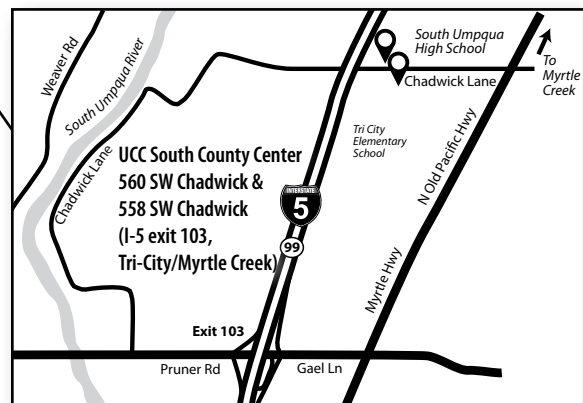 Weaver Rd
South Umpqua River
Chadwick Lane
South Umpqua
High School
To
Myrtle
Creek
Chadwick Lane
Tri City
Elementary
School
N Old Pacific Hwy
Myrtle Hwy
UCC South County Center
560 SW Chadwick &
558 SW Chadwick
(I-5 exit 103,
Tri-City/Myrtle Creek)
INTERSTATE
5
99
Exit 103
Pruner Rd
Gael Ln